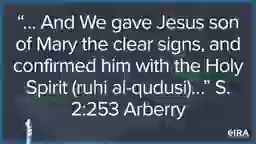 “... And We gave Jesus son
of Mary the clear signs, and
confirmed him with the Holy
Spirit (ruhi al-qudusi)...” S.
2:253 Arberry
eIRA